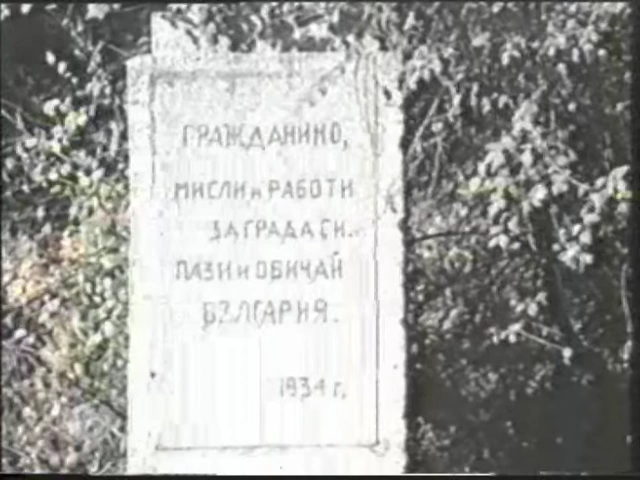 ГРАЖДАНИНО,
МИСЛИ и РАБОТИ
ЗА ГРАДА СИ.
ПАЗИ и ОБИЧАЙ
БЪЛГАРИЯ.
1934 г.